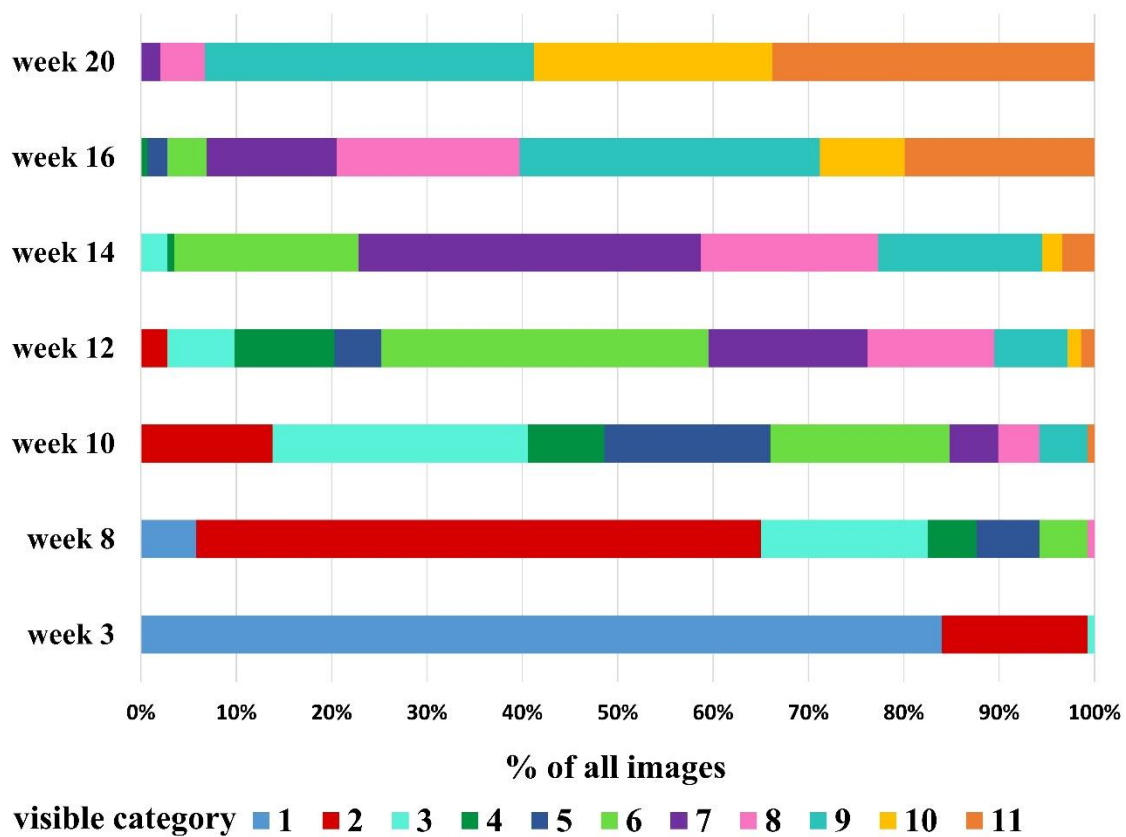 week 20
week 16
week 14
week 12
week 10
week 8
week 3
0% 10% 20% 30% 40% 50% 60% 70% 80% 90% 100%
% of all images
visible category 1 2 3 4 5 6 7 8 9 10 11